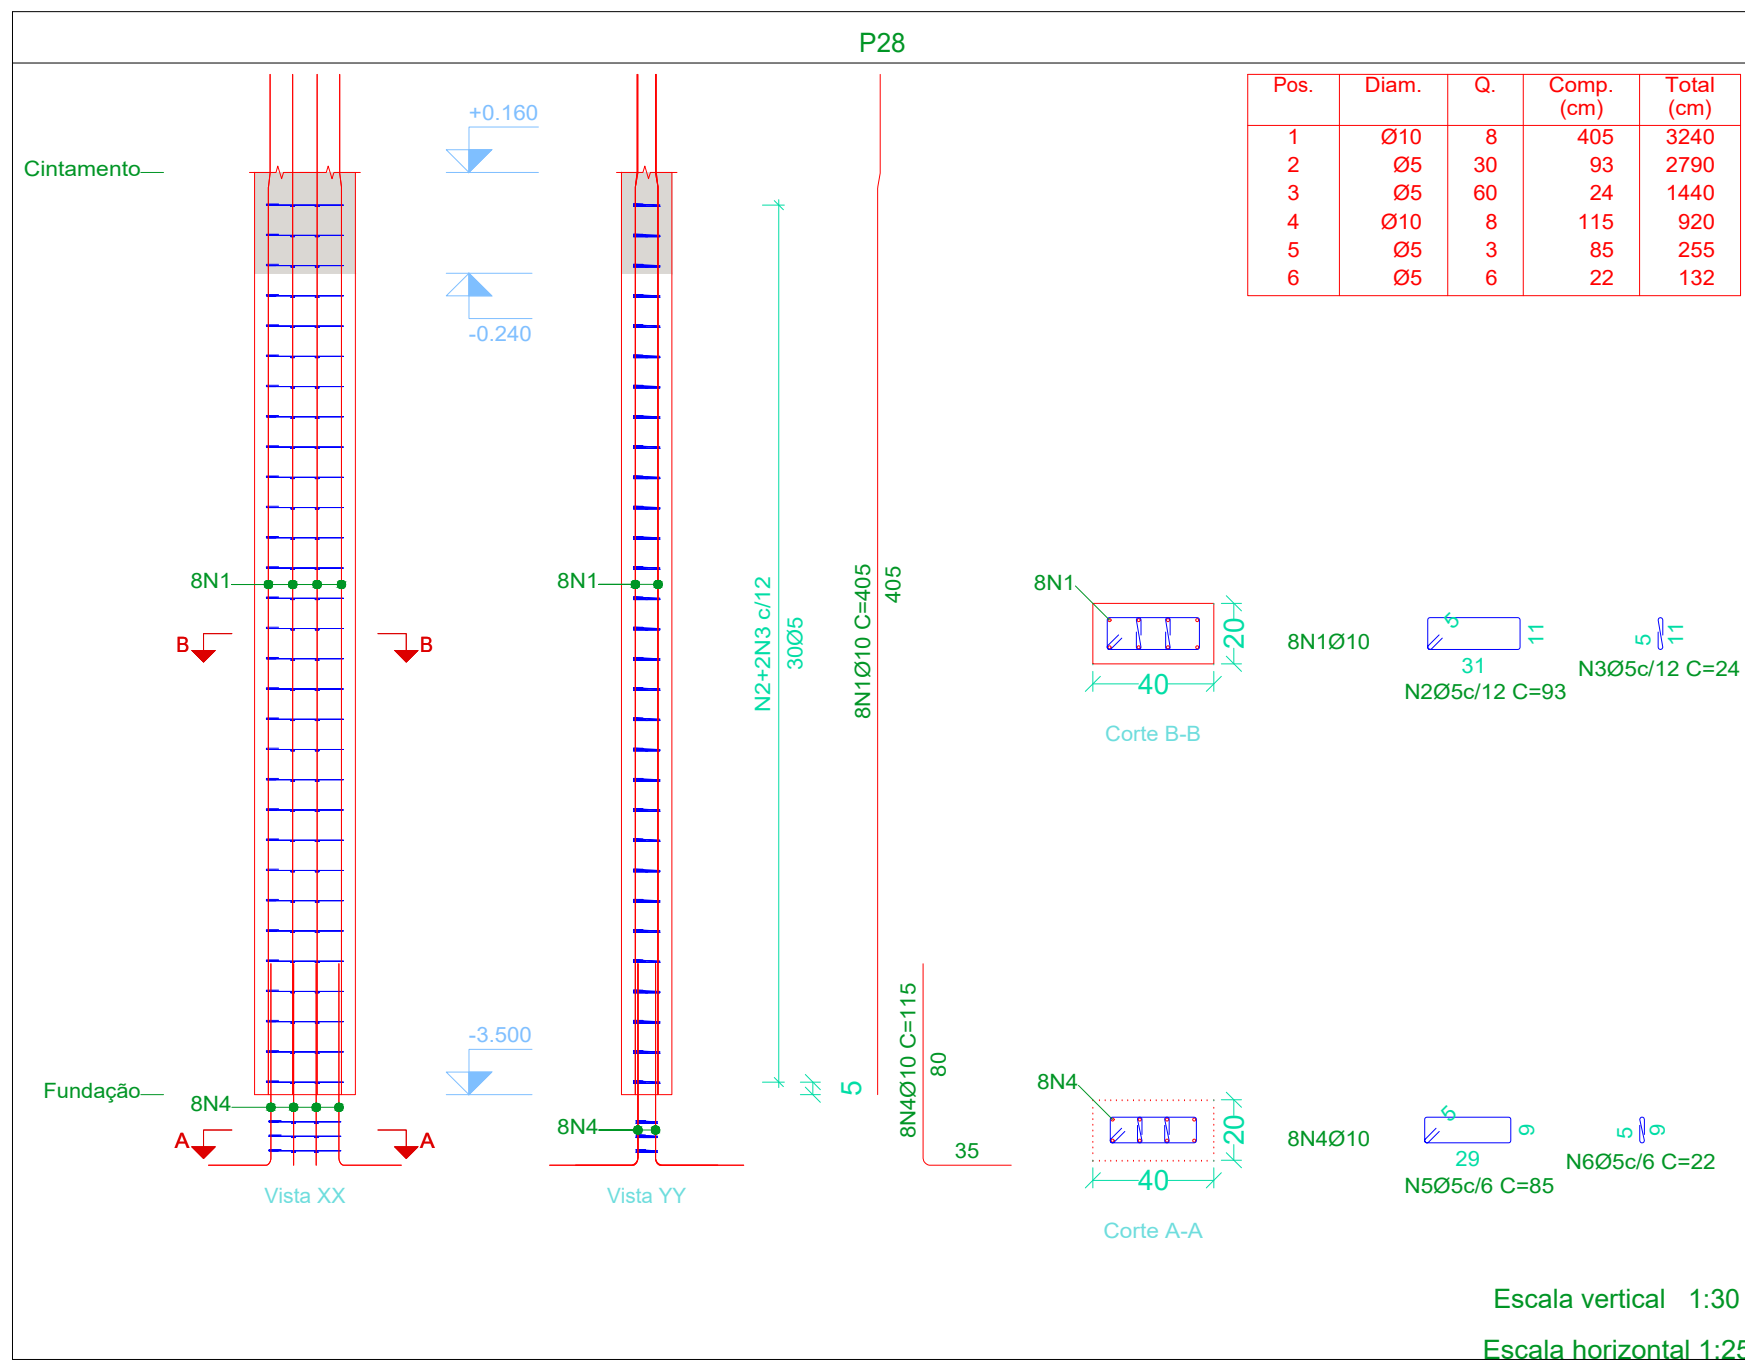 P28
Pos. Diam. Q. Comp. (cm) Total (cm)
1 Ø10 8 405 3240
2 Ø5 30 93 2790
3 Ø5 60 24 1440
4 Ø10 8 115 920
5 Ø5 3 85 255
6 Ø5 6 22 132
+0.160
Cintamento
-0.240
8N1
8N1
B B
N2+2N3 c/12
30Ø5
8N1Ø10 C=405
405
8N1
20
40
Corte B-B
8N1Ø10
5
11
31
N2Ø5c/12 C=93
5
11
N3Ø5c/12 C=24
-3.500
Fundação
8N4
8N4
A A
5
8N4Ø10 C=115
80
35
Vista XX
Vista YY
8N4
20
40
Corte A-A
8N4Ø10
5
9
29
N5Ø5c/6 C=85
5
9
N6Ø5c/6 C=22
Escala vertical 1:30
Escala horizontal 1:25